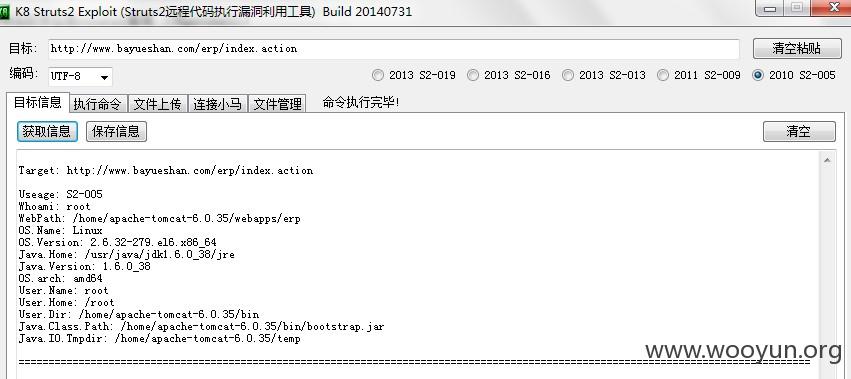 K8 Struts2 Exploit (Struts2远程代码执行漏洞利用工具) Build 20140731
目标: http://www.bayueshan.com/erp/index.action 清空粘贴
编码: UTF-8 2013 S2-019 2013 S2-016 2013 S2-013 2011 S2-009 2010 S2-005
目标信息 执行命令 文件上传 连接小马 文件管理 命令执行完毕!
获取信息 保存信息 清空
Target: http://www.bayueshan.com/erp/index.action
Useage: S2-005
Whoami: root
WebPath: /home/apache-tomcat-6.0.35/webapps/erp
OS.Name: Linux
OS.Version: 2.6.32-279.el6.x86_64
Java.Home: /usr/java/jdk1.6.0_38/jre
Java.Version: 1.6.0_38
OS.arch: amd64
User.Name: root
User.Home: /root
User.Dir: /home/apache-tomcat-6.0.35/bin
Java.Class.Path: /home/apache-tomcat-6.0.35/bin/bootstrap.jar
Java.IO.Tmpdir: /home/apache-tomcat-6.0.35/temp
www.wooyun.org